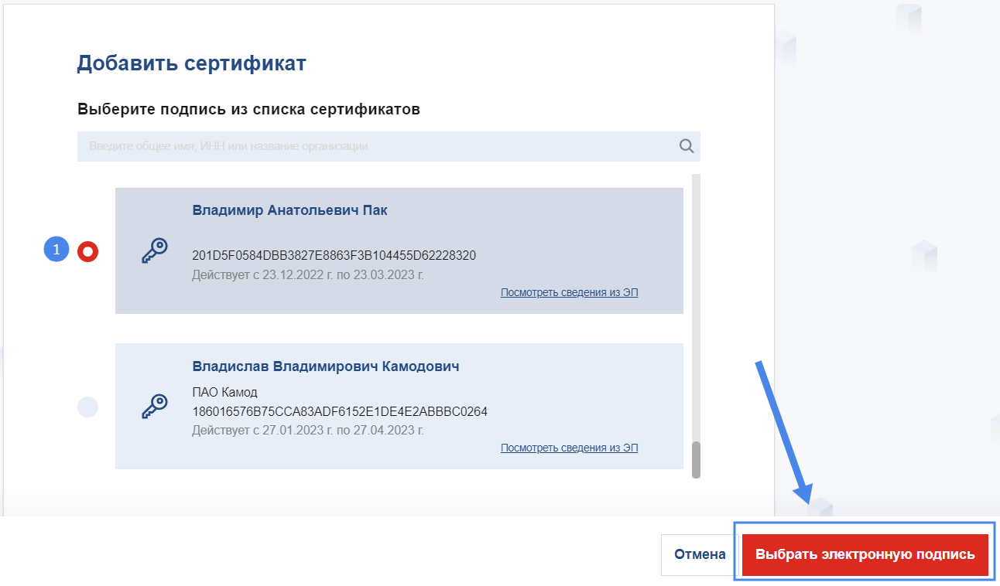 Добавить сертификат
Выберите подпись из списка сертификатов
Введите общее имя, ИНН или название организации
Владимир Анатольевич Пак
1
201D5F0584DBB3827E8863F3B104455D62228320
Действует с 23.12.2022 г. по 23.03.2023 г.
Посмотреть сведения из ЭП
Владислав Владимирович Камодович
ПАО Камод
186016576B75CCA83ADF6152E1DE4E2ABBBC0264
Действует с 27.01.2023 г. по 27.04.2023 г.
Посмотреть сведения из ЭП
Отмена
Выбрать электронную подпись